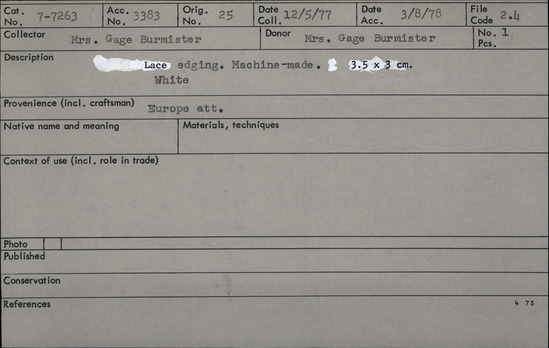 Cat. No. 7-7263 Acc. No. 3383 Orig. No. 25 Date Coll. 12/5/77 Date Acc. 3/8/78 File Code 2.4
Collector Mrs. Gage Burmister Donor Mrs. Gage Burmister No. 1 Pcs.
Description Lace edging. Machine-made. 3.5 x 3 cm.
White
Provenience (incl. craftsman) Europe att.
Native name and meaning Materials, techniques
Context of use (incl. role in trade)
Photo
Published
Conservation
References 4 75